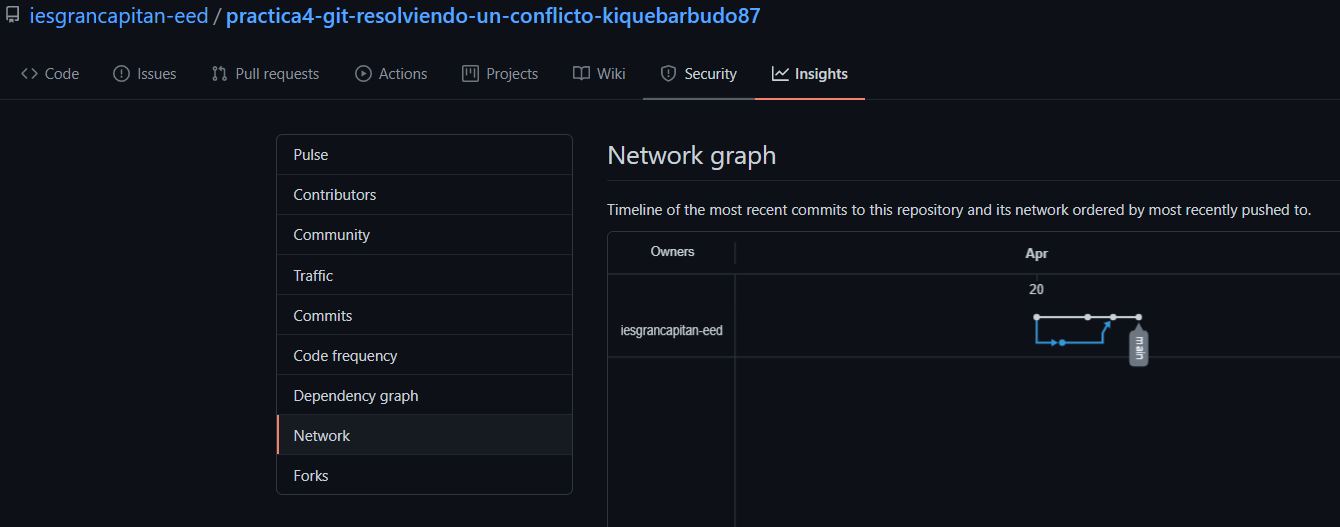 iesgrancapitan-eed / practica4-git-resolviendo-un-conflicto-kiquebarbudo87
Code Issues Pull requests Actions Projects Wiki Security Insights
Pulse
Contributors
Community
Traffic
Commits
Code frequency
Dependency graph
Network
Forks
Network graph
Timeline of the most recent commits to this repository and its network ordered by most recently pushed to.
Owners Apr
20
iesgrancapitan-eed
main